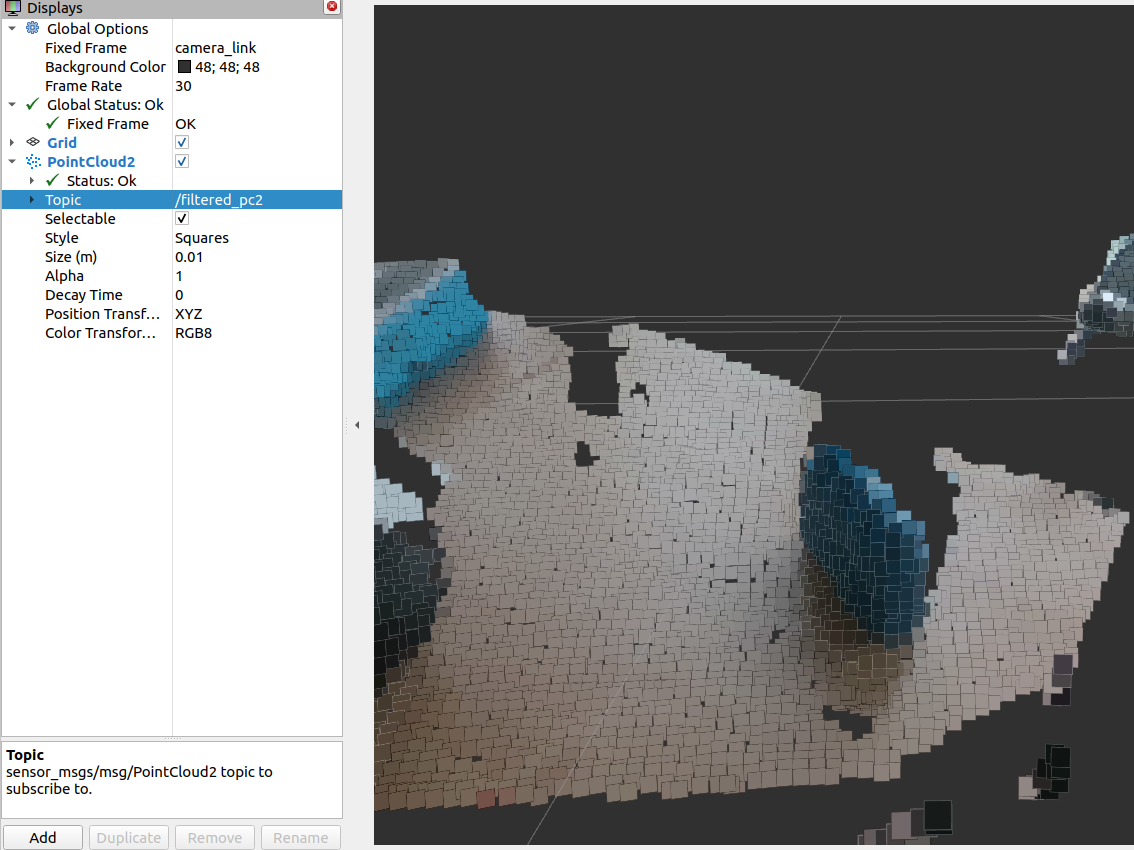 Displays
Global Options
Fixed Frame camera_link
Background Color 48; 48; 48
Frame Rate 30
Global Status: Ok
Fixed Frame OK
Grid
PointCloud2
Status: Ok
Topic /filtered_pc2
Selectable
Style Squares
Size (m) 0.01
Alpha 1
Decay Time 0
Position Transf... XYZ
Color Transfor... RGB8
Topic
sensor_msgs/msg/PointCloud2 topic to
subscribe to.
Add Duplicate Remove Rename